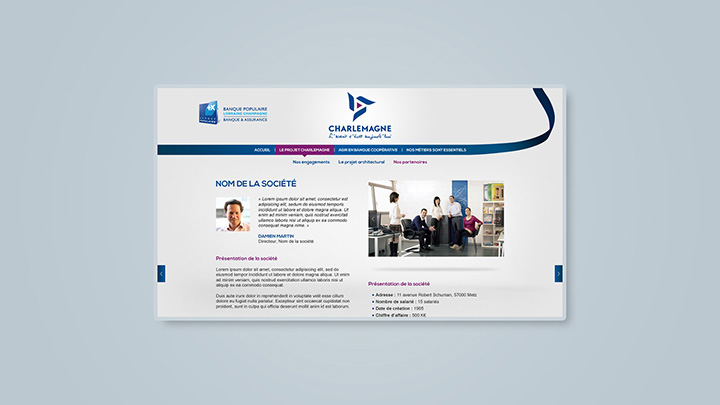 BANQUE POPULAIRE
LORRAINE CHAMPAGNE
BANQUE & ASSURANCE
CHARLEMAGNE
L'avenir c'est aujourd'hui
ACCUEIL | LE PROJET CHARLEMAGNE | AGIR EN BANQUE COOPÉRATIVE | NOS MÉTIERS SONT ESSENTIELS
Nos engagements Le projet architectural Nos partenaires
NOM DE LA SOCIÉTÉ
« Lorem ipsum dolor sit amet, consectetur est
adipisicing elit, sed do eiusmod tempor
incididunt ut labore et dolore magna aliqua. Ut
enim ad minim veniam, quis nostrud exercitat
ullamco laboris nisi ut aliquip ex ea commodo
consequat magna nime. »
DAMIEN MARTIN
Directeur, Nom de la société
Présentation de la société
Lorem ipsum dolor sit amet, consectetur adipisicing elit, sed do eiusmod
tempor incididunt ut labore et dolore magna aliqua. Ut enim ad minim
veniam, quis nostrud exercitation ullamco laboris nisi ut aliquip ex ea
commodo consequat.
Duis aute irure dolor in reprehenderit in voluptate velit esse cillum
dolore eu fugiat nulla pariatur. Excepteur sint occaecat cupidatat non
proident, sunt in culpa qui officia deserunt mollit anim id est laborum.
Présentation de la société
• Adresse : 11 avenue Robert Schuman, 57000 Metz
• Nombre de salarié : 15 salariés
• Date de création : 1995
• Chiffre d'affaire : 500 K€